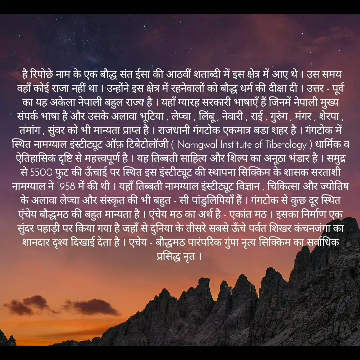 है रिपोछे नाम के एक बौद्ध संत ईसा की आठवीं शताब्दी में इस क्षेत्र में आए थे । उस समय
वहाँ कोई राजा नहीं था । उन्होंने इस क्षेत्र में रहनेवालों को बौद्ध धर्म की दीक्षा दी । उत्तर - पूर्व
का यह अकेला नेपाली बहुल राज्य है । यहाँ ग्यारह सरकारी भाषाएँ हैं जिनमें नेपाली मुख्य
संपर्क भाषा है और उसके अलावा भूटिया , लेप्चा , लिंबू , नेवारी , राई , गुरुंग , मंगर , शेरपा ,
तमांग , सुंवर को भी मान्यता प्राप्त है । राजधानी गंगटोक एकमात्र बडा शहर है । गंगटोक में
स्थित नामग्याल इंस्टीट्यूट ऑफ़ टिबेटोलॉजी ( Namgwal Institute of Tiberology ) धार्मिक व
ऐतिहासिक दृष्टि से महत्त्वपूर्ण है । यह तिब्बती साहित्य और शिल्प का अनूठा भंडार है । समुद्र
से 5500 फुट की ऊँचाई पर स्थित इस इंस्टीट्यूट की स्थापना सिक्किम के शासक सरताशी
नामग्याल ने 1958 में की थी । यहाँ तिब्बती नामग्याल इंस्टीट्यूट विज्ञान , चिकित्सा और ज्योतिष
के अलावा लेप्चा और संस्कृत की भी बहुत - सी पांडुलिपियाँ हैं । गंगटोक से कुछ दूर स्थित
एंचेय बौद्धमठ की बहुत मान्यता है । एंचेय मठ का अर्थ है - एकांत मठ । इसका निर्माण एक
सुंदर पहाड़ी पर किया गया है जहाँ से दुनिया के तीसरे सबसे ऊँचे पर्वत शिखर कंचनजंगा का
शानदार दृश्य दिखाई देता है । एचेय - बौद्धमठ पारंपरिक गुंपा नृत्य सिक्किम का सर्वाधिक
प्रसिद्ध नृत ।